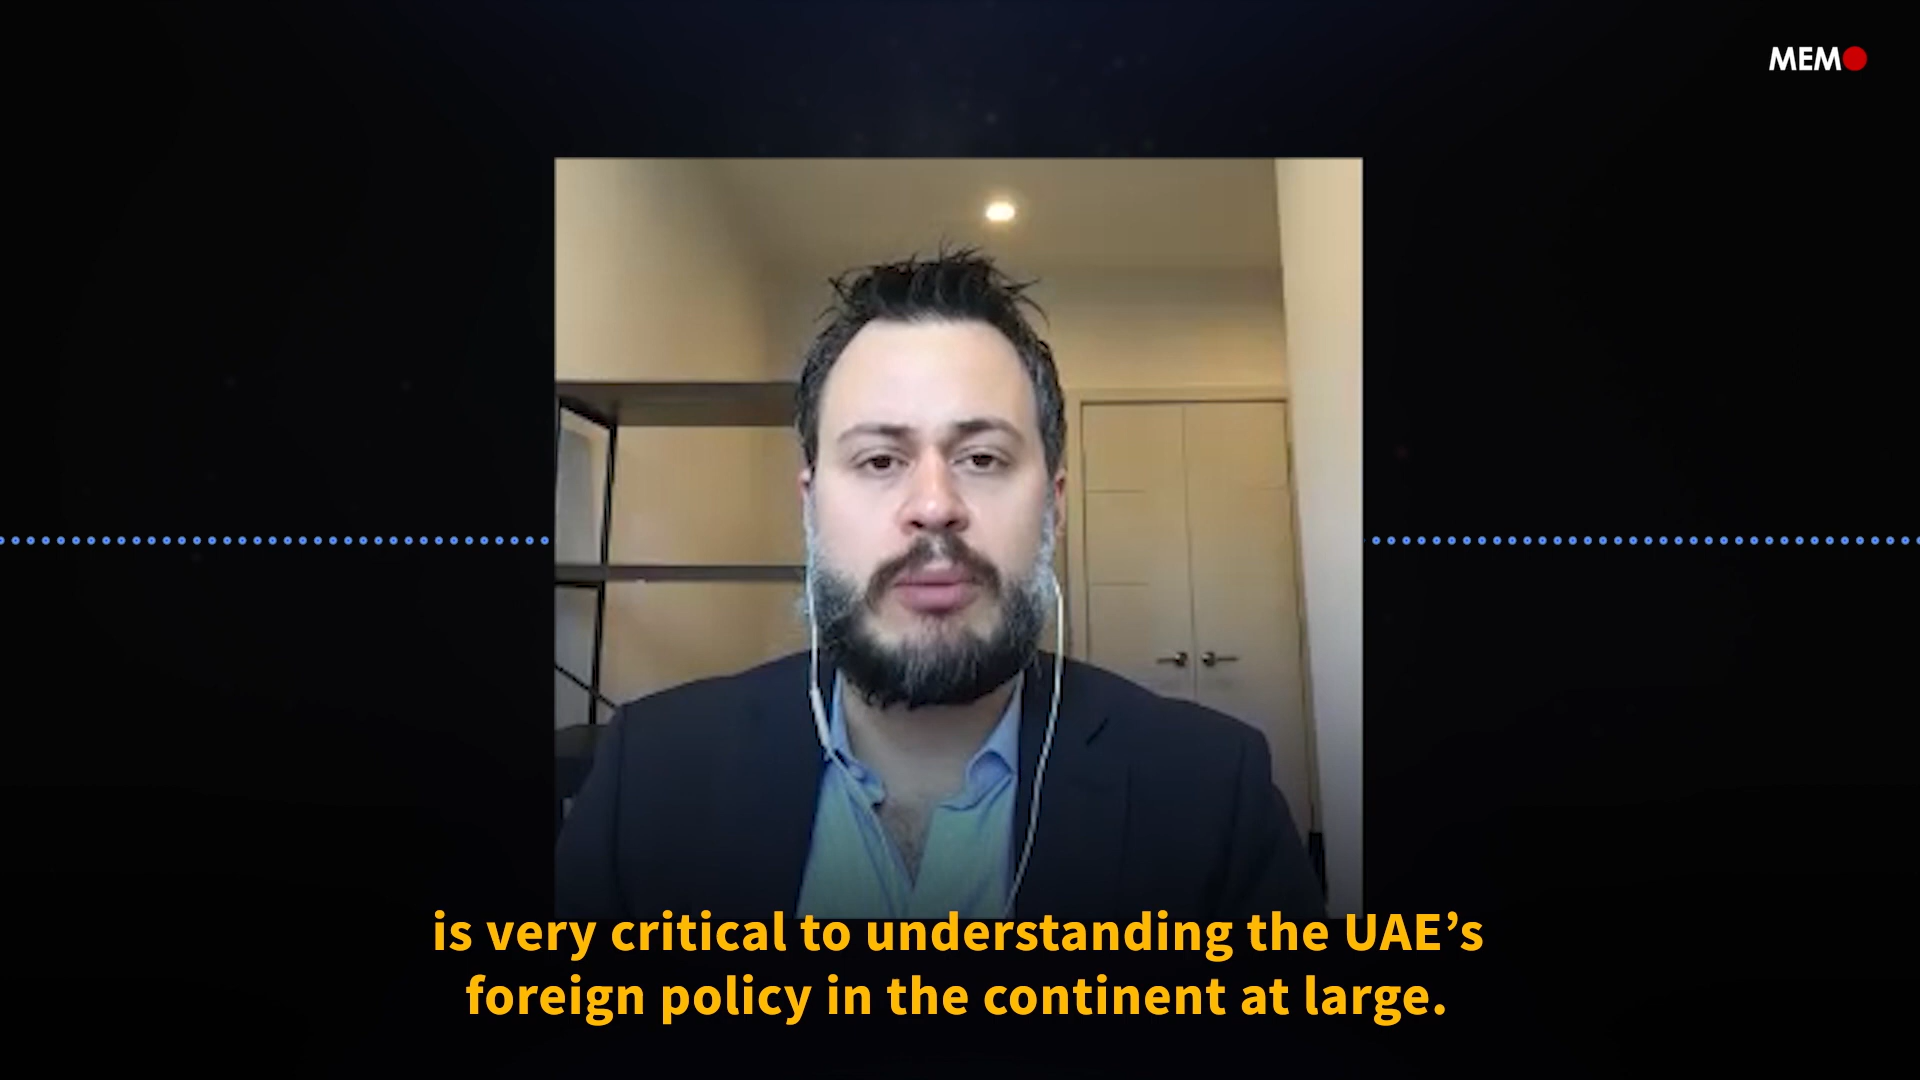 MEMO
is very critical to understanding the UAE’s
foreign policy in the continent at large.